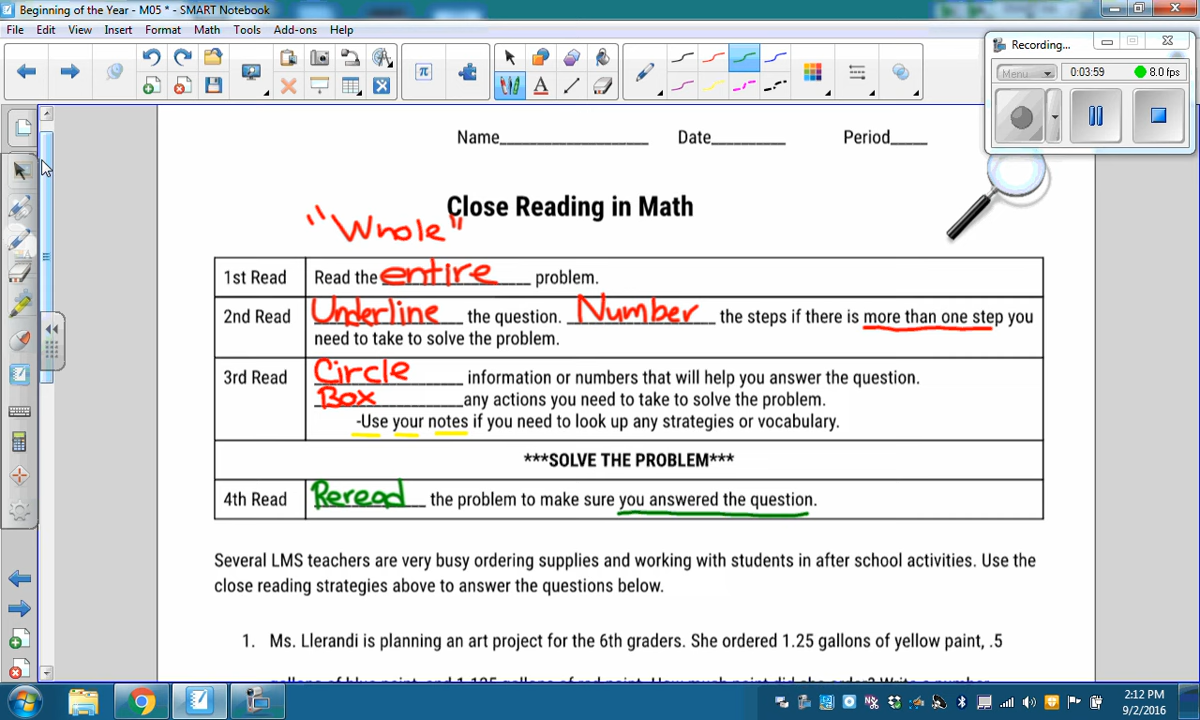 Beginning of the Year - M05 * - SMART Notebook
File Edit View Insert Format Math Tools Add-ons Help
Recording...
Menu 0:03:59 8.0 fps
Name________________ Date________ Period____
Close Reading in Math
"Whole"
1st Read Read the entire problem.
2nd Read Underline the question. Number the steps if there is more than one step you
need to take to solve the problem.
3rd Read Circle information or numbers that will help you answer the question.
Box any actions you need to take to solve the problem.
-Use your notes if you need to look up any strategies or vocabulary.
***SOLVE THE PROBLEM***
4th Read Reread the problem to make sure you answered the question.
Several LMS teachers are very busy ordering supplies and working with students in after school activities. Use the
close reading strategies above to answer the questions below.
1. Ms. Llerandi is planning an art project for the 6th graders. She ordered 1.25 gallons of yellow paint, .5
2:12 PM
9/2/2016